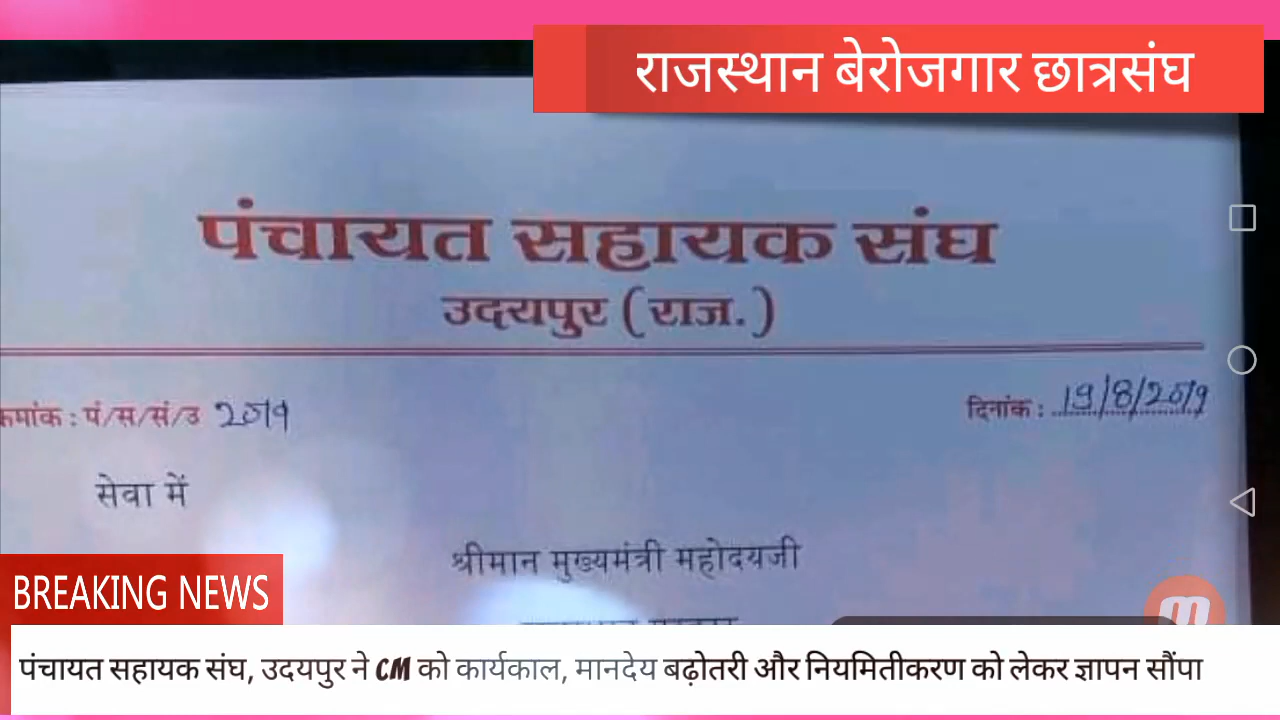 राजस्थान बेरोजगार छात्रसंघ
पंचायत सहायक संघ
उदयपुर (राज.)
क्रमांक : पं/स/सं/उ 2019
दिनांक : 19/8/2019
सेवा में
श्रीमान मुख्यमंत्री महोदयजी
BREAKING NEWS
पंचायत सहायक संघ, उदयपुर ने CM को कार्यकाल, मानदेय बढ़ोतरी और नियमितीकरण को लेकर ज्ञापन सौंपा